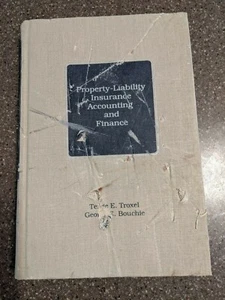 Property-Liability
Insurance
Accounting
and
Finance
E. Troxel
Bouchie